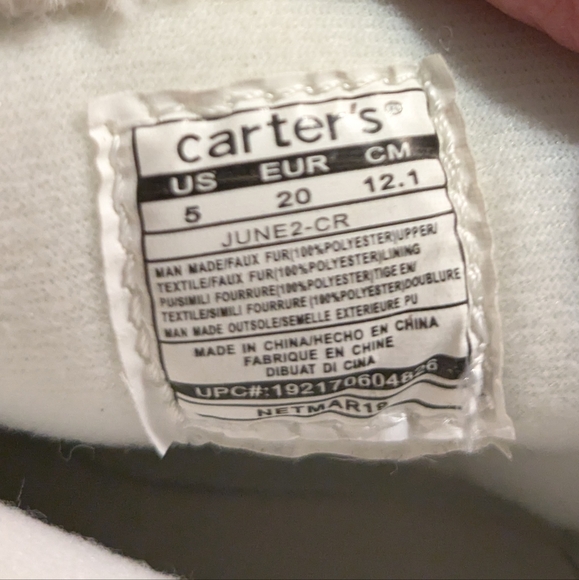 carter's®
US EUR CM
5 20 12.1
JUNE2-CR
MAN MADE/FAUX FUR(100%POLYESTER)UPPER/
TEXTILE/FAUX FUR(100%POLYESTER)LINING
PU/SIMILI FOURRURE(100%POLYESTER)TIGE EN/
TEXTILE/SIMILI FOURRURE (100%POLYESTER)DOUBLURE
MAN MADE OUTSOLE/SEMELLE EXTERIEURE PU
MADE IN CHINA/HECHO EN CHINA
FABRIQUE EN CHINE
DIBUAT DI CINA
UPC#:192170604826